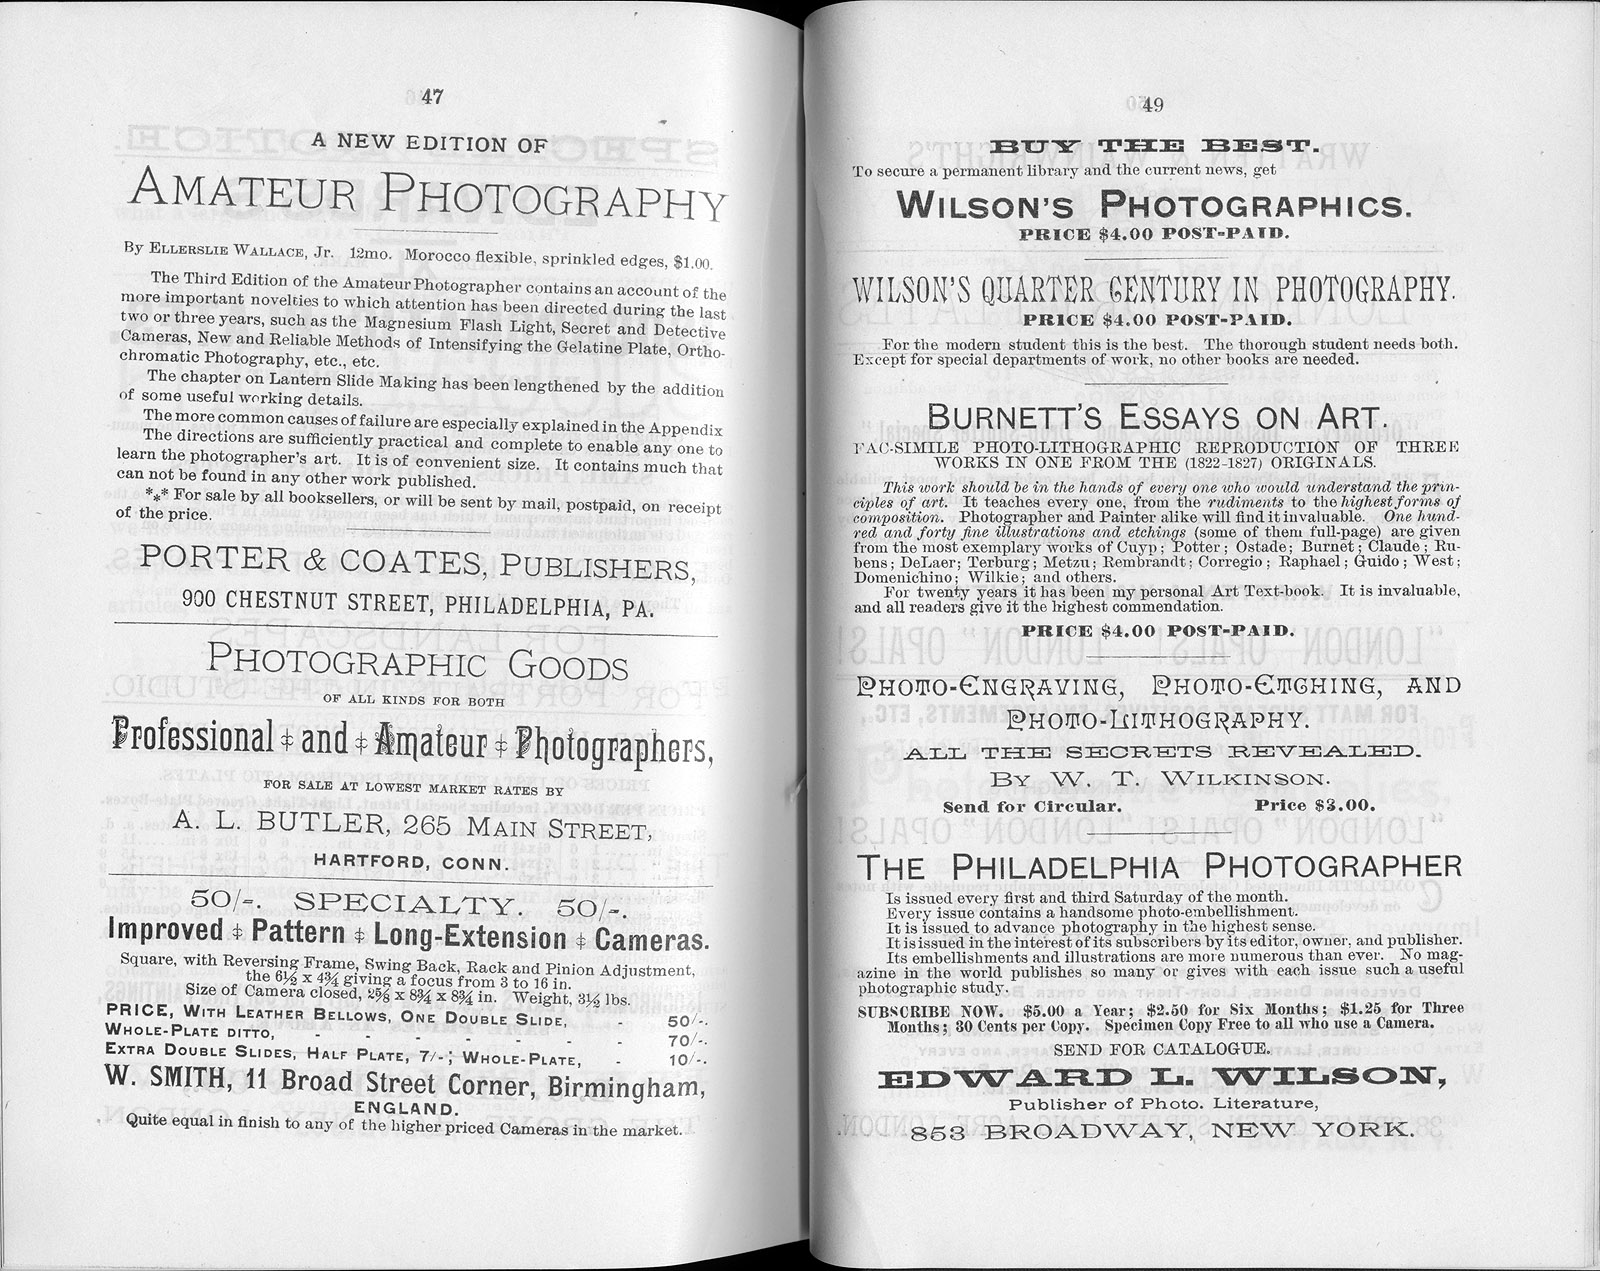 47
A NEW EDITION OF
AMATEUR PHOTOGRAPHY
By ELLERSLIE WALLACE, Jr. 12mo. Morocco flexible, sprinkled edges, $1.00.
The Third Edition of the Amateur Photographer contains an account of the
more important novelties to which attention has been directed during the last
two or three years, such as the Magnesium Flash Light, Secret and Detective
Cameras, New and Reliable Methods of Intensifying the Gelatine Plate, Ortho-
chromatic Photography, etc., etc.
The chapter on Lantern Slide Making has been lengthened by the addition
of some useful working details.
The more common causes of failure are especially explained in the Appendix
The directions are sufficiently practical and complete to enable any one to
learn the photographer's art. It is of convenient size. It contains much that
can not be found in any other work published.
*** For sale by all booksellers, or will be sent by mail, postpaid, on receipt
of the price.
PORTER & COATES, PUBLISHERS,
900 CHESTNUT STREET, PHILADELPHIA, PA.
PHOTOGRAPHIC GOODS
OF ALL KINDS FOR BOTH
Professional ‡ and ‡ Amateur ‡ Photographers,
FOR SALE AT LOWEST MARKET RATES BY
A. L. BUTLER, 265 MAIN STREET,
HARTFORD, CONN.
50/-. SPECIALTY. 50/-.
Improved ‡ Pattern ‡ Long-Extension ‡ Cameras.
Square, with Reversing Frame, Swing Back, Rack and Pinion Adjustment,
the 6½ x 4¾ giving a focus from 3 to 16 in.
Size of Camera closed, 2⅝ x 8¾ x 8¾ in. Weight, 3½ lbs.
PRICE, WITH LEATHER BELLOWS, ONE DOUBLE SLIDE, - 50/-.
WHOLE-PLATE DITTO, - - - - - - 70/-.
EXTRA DOUBLE SLIDES, HALF PLATE, 7/-; WHOLE-PLATE, - 10/-.
W. SMITH, 11 Broad Street Corner, Birmingham,
ENGLAND.
Quite equal in finish to any of the higher priced Cameras in the market.
49
BUY THE BEST.
To secure a permanent library and the current news, get
WILSON'S PHOTOGRAPHICS.
PRICE $4.00 POST-PAID.
WILSON'S QUARTER CENTURY IN PHOTOGRAPHY.
PRICE $4.00 POST-PAID.
For the modern student this is the best. The thorough student needs both.
Except for special departments of work, no other books are needed.
BURNETT'S ESSAYS ON ART.
FAC-SIMILE PHOTO-LITHOGRAPHIC REPRODUCTION OF THREE
WORKS IN ONE FROM THE (1822-1827) ORIGINALS.
This work should be in the hands of every one who would understand the prin-
ciples of art. It teaches every one, from the rudiments to the highest forms of
composition. Photographer and Painter alike will find it invaluable. One hund-
red and forty fine illustrations and etchings (some of them full-page) are given
from the most exemplary works of Cuyp; Potter; Ostade; Burnet; Claude; Ru-
bens; DeLaer; Terburg; Metzu; Rembrandt; Corregio; Raphael; Guido; West;
Domenichino; Wilkie; and others.
For twenty years it has been my personal Art Text-book. It is invaluable,
and all readers give it the highest commendation.
PRICE $4.00 POST-PAID.
PHOTO-ENGRAVING, PHOTO-ETCHING, AND
PHOTO-LITHOGRAPHY.
ALL THE SECRETS REVEALED.
BY W. T. WILKINSON.
Send for Circular. Price $3.00.
THE PHILADELPHIA PHOTOGRAPHER
Is issued every first and third Saturday of the month.
Every issue contains a handsome photo-embellishment.
It is issued to advance photography in the highest sense.
It is issued in the interest of its subscribers by its editor, owner, and publisher.
Its embellishments and illustrations are more numerous than ever. No mag-
azine in the world publishes so many or gives with each issue such a useful
photographic study.
SUBSCRIBE NOW. $5.00 a Year; $2.50 for Six Months; $1.25 for Three
Months; 30 Cents per Copy. Specimen Copy Free to all who use a Camera.
SEND FOR CATALOGUE.
EDWARD L. WILSON,
Publisher of Photo. Literature,
853 BROADWAY, NEW YORK.